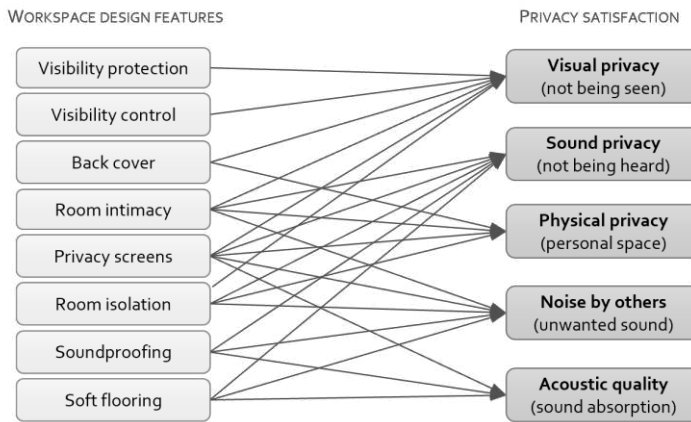 WORKSPACE DESIGN FEATURES
PRIVACY SATISFACTION
Visibility protection
Visibility control
Back cover
Room intimacy
Privacy screens
Room isolation
Soundproofing
Soft flooring
Visual privacy
(not being seen)
Sound privacy
(not being heard)
Physical privacy
(personal space)
Noise by others
(unwanted sound)
Acoustic quality
(sound absorption)